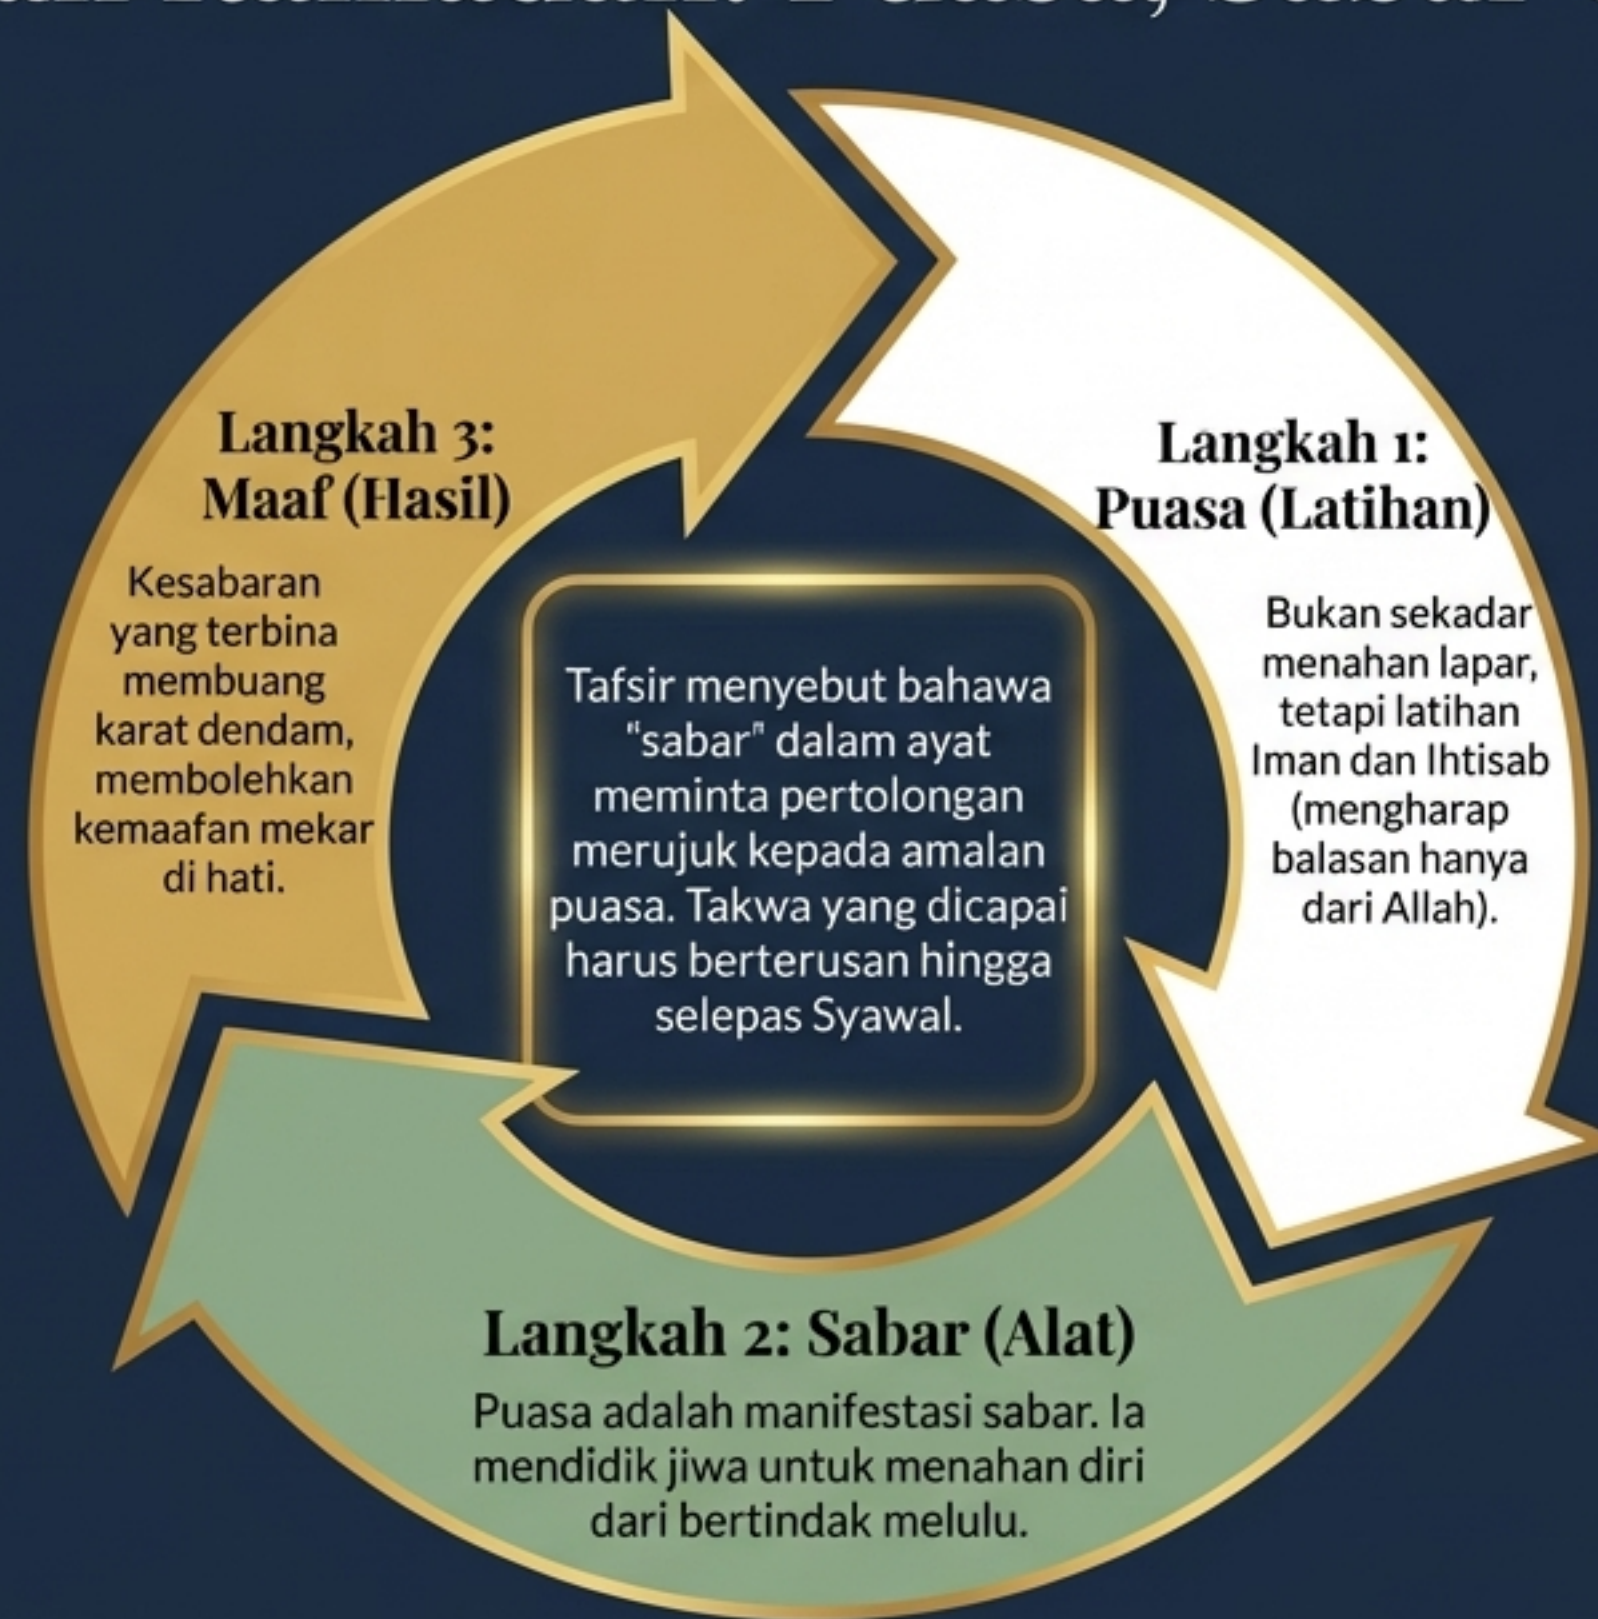 Langkah 3:
Maaf (Hasil)
Kesabaran
yang terbina
membuang
karat dendam,
membolehkan
kemaafan mekar
di hati.
Langkah 1:
Puasa (Latihan)
Bukan sekadar
menahan lapar,
tetapi latihan
Iman dan Ihtisab
(mengharap
balasan hanya
dari Allah).
Tafsir menyebut bahawa
"sabar" dalam ayat
meminta pertolongan
merujuk kepada amalan
puasa. Takwa yang dicapai
harus berterusan hingga
selepas Syawal.
Langkah 2: Sabar (Alat)
Puasa adalah manifestasi sabar. Ia
mendidik jiwa untuk menahan diri
dari bertindak melulu.